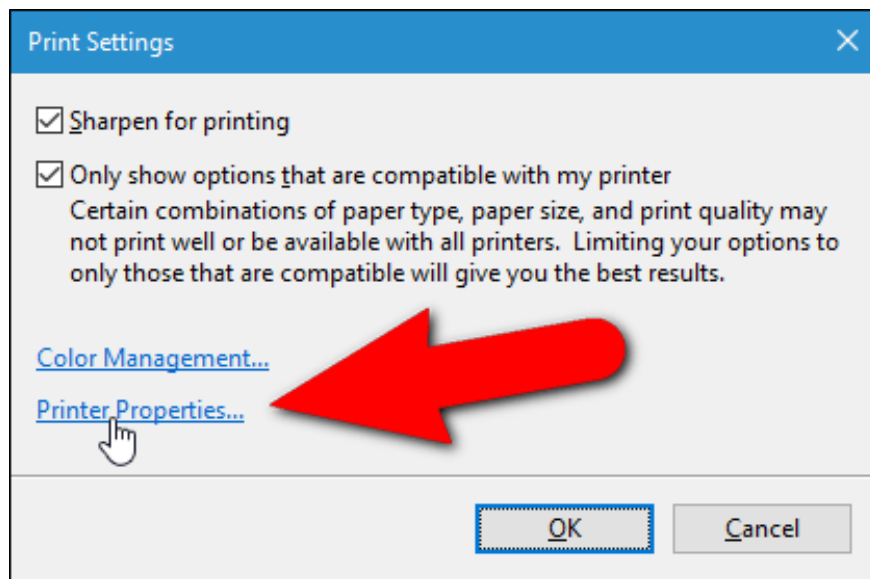 Print Settings
Sharpen for printing
Only show options that are compatible with my printer
Certain combinations of paper type, paper size, and print quality may
not print well or be available with all printers.  Limiting your options to
only those that are compatible will give you the best results.
Color Management...
Printer Properties...
OK
Cancel